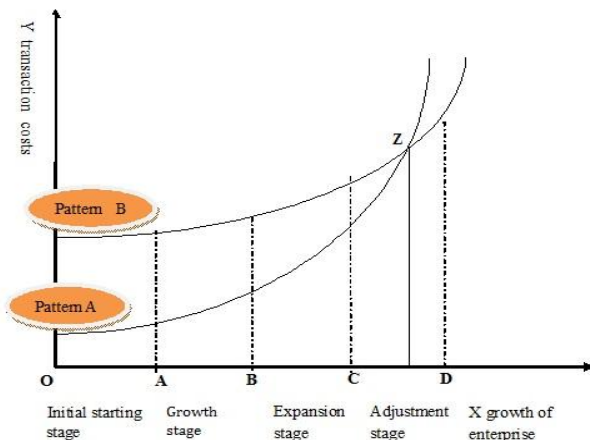 Y transaction costs
Z
Pattern B
Pattern A
O
A
B
C
D
Initial starting
stage
Growth
stage
Expansion
stage
Adjustment
stage
X growth of
enterprise